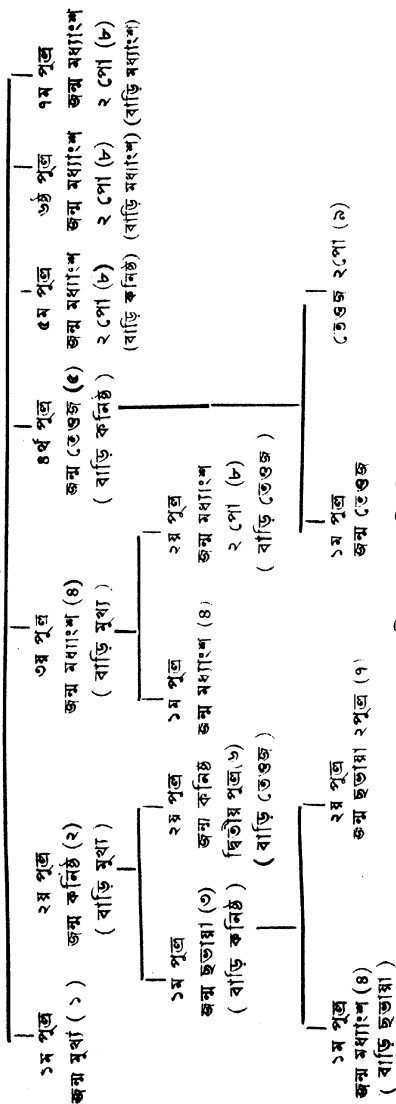 ১ম পুত্র
জন্ম মুখ্য ( ১ )
২য় পুত্র
জন্ম কনিষ্ঠ (২)
( বাড়ি মুখ্য )
৩য় পুত্র
জন্ম মধ্যাংশ (৪)
( বাড়ি মুখ্য )
৪র্থ পুত্র
জন্ম তেওজ (৫)
( বাড়ি কনিষ্ঠ )
৫ম পুত্র
জন্ম মধ্যাংশ
২ পো (৮)
(বাড়ি কনিষ্ঠ)
৬ষ্ঠ পুত্র
জন্ম মধ্যাংশ
২ পো (৮)
(বাড়ি মধ্যাংশ)
৭ম পুত্র
জন্ম মধ্যাংশ
২ পো (৮)
(বাড়ি মধ্যাংশ)
১ম পুত্র
জন্ম ছভায়া (৩)
( বাড়ি কনিষ্ঠ )
২য় পুত্র
জন্ম কনিষ্ঠ
দ্বিতীয় পুত্র(৬)
( বাড়ি তেওজ )
১ম পুত্র
জন্ম মধ্যাংশ (৪)
২য় পুত্র
জন্ম মধ্যাংশ
২ পো (৮)
( বাড়ি তেওজ )
১ম পুত্র
জন্ম মধ্যাংশ (৪)
( বাড়ি ছভায়া )
২য় পুত্র
জন্ম ছভায়া ২পুত্র (৭)
১ম পুত্র
জন্ম তেওজ
তেওজ ২পো (৯)